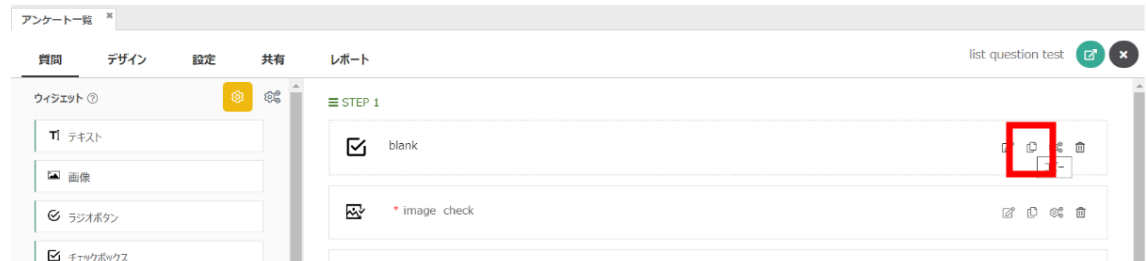 アンケート一覧
質問 デザイン 設定 共有 レポート
list question test
ウィジェット
テキスト
画像
ラジオボタン
チェックボックス
STEP 1
blank
* image check